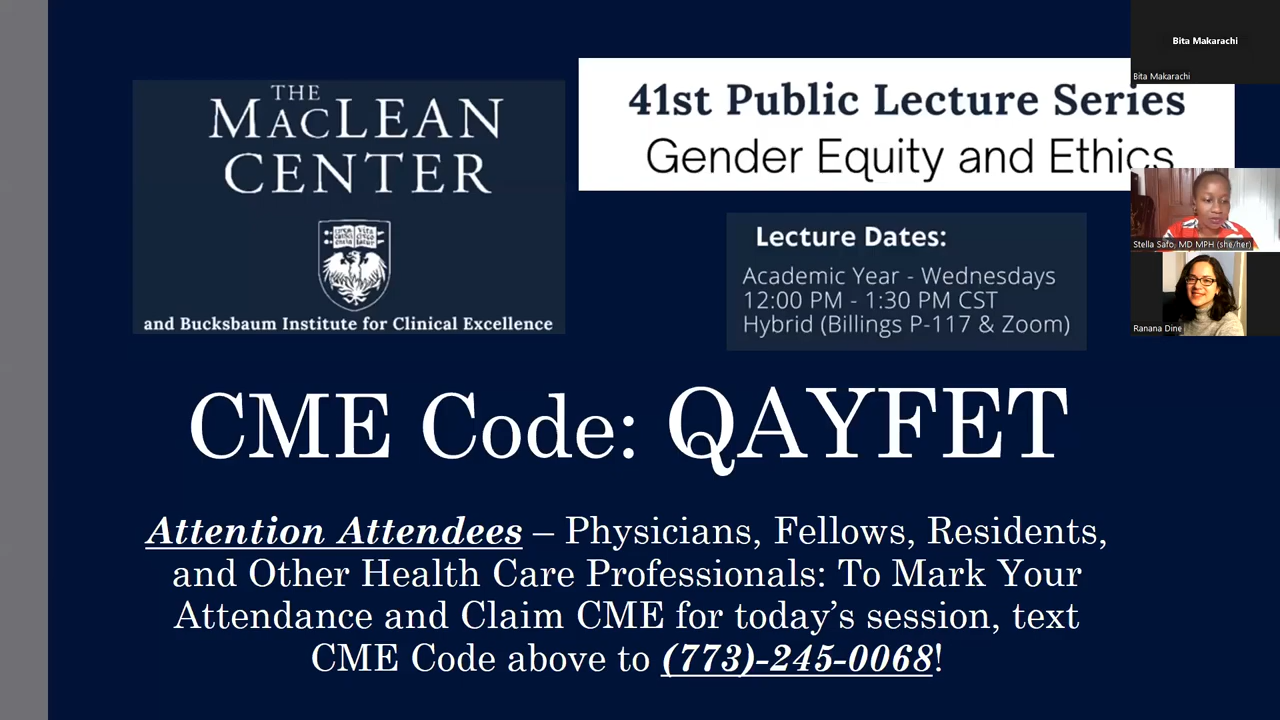 THE
MACLEAN
CENTER
and Bucksbaum Institute for Clinical Excellence
41st Public Lecture Series
Gender Equity and Ethics
Lecture Dates:
Academic Year - Wednesdays
12:00 PM - 1:30 PM CST
Hybrid (Billings P-117 & Zoom)
CME Code: QAYFET
Attention Attendees – Physicians, Fellows, Residents,
and Other Health Care Professionals: To Mark Your
Attendance and Claim CME for today’s session, text
CME Code above to (773)-245-0068!
Bita Makarachi
Bita Makarachi
Stella Safo, MD MPH (she/her)
Ranana Dine